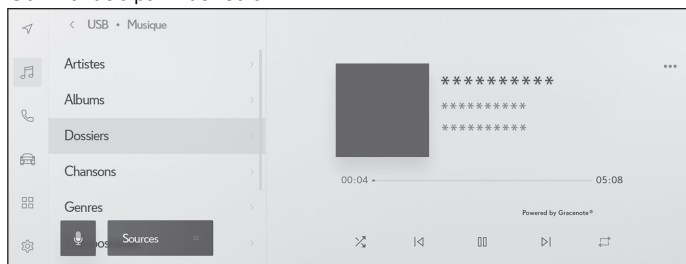 < USB • Musique
Artistes
Albums
Dossiers
Chansons
Genres
Sources
**********
**********
**********
00:04
05:08
Powered by Gracenote®